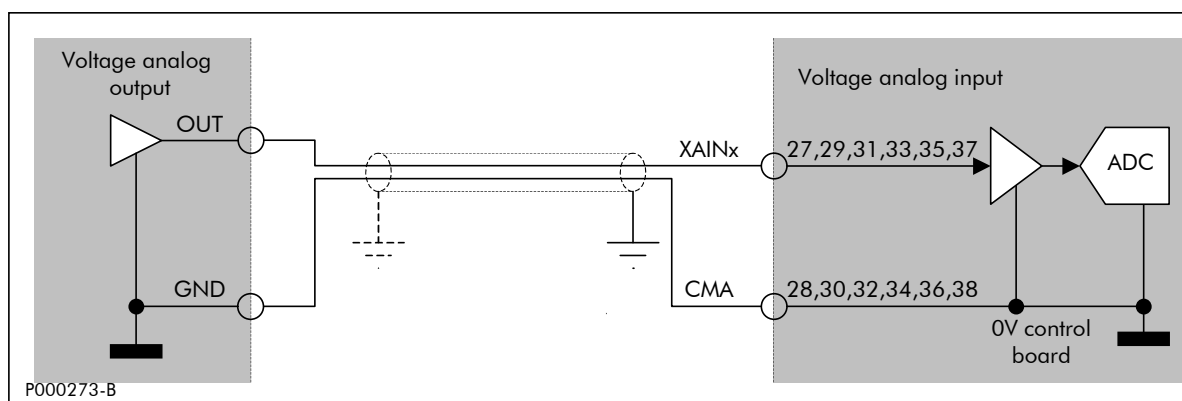 Voltage analog
output
OUT
GND
XAINx
CMA
Voltage analog input
27,29,31,33,35,37
ADC
28,30,32,34,36,38
0V control
board
P000273-B